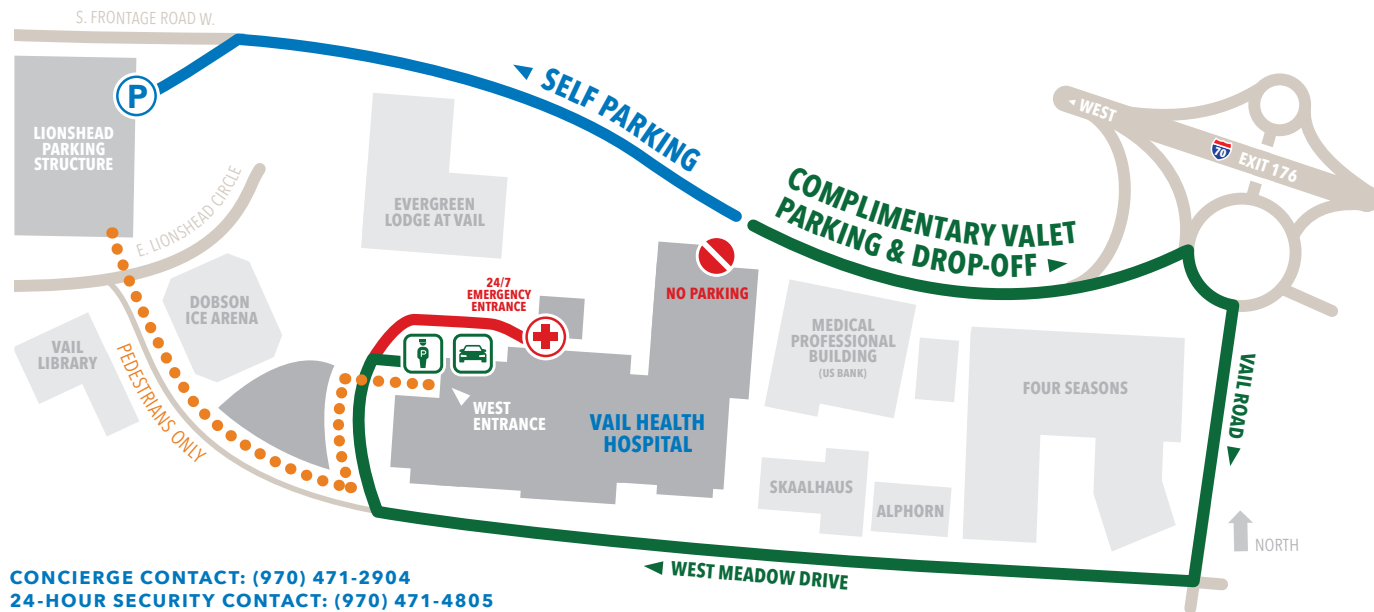 S. FRONTAGE ROAD W.
P
LIONSHEAD
PARKING
STRUCTURE
SELF PARKING
WEST
70
EXIT 176
COMPLIMENTARY VALET
PARKING & DROP-OFF
E. LIONSHEAD CIRCLE
EVERGREEN
LODGE AT VAIL
24/7
EMERGENCY
ENTRANCE
NO PARKING
DOBSON
ICE ARENA
VAIL
LIBRARY
PEDESTRIANS ONLY
P
WEST
ENTRANCE
VAIL HEALTH
HOSPITAL
MEDICAL
PROFESSIONAL
BUILDING
(US BANK)
FOUR SEASONS
VAIL ROAD
SKAALHAUS
ALPHORN
NORTH
WEST MEADOW DRIVE
CONCIERGE CONTACT: (970) 471-2904
24-HOUR SECURITY CONTACT: (970) 471-4805